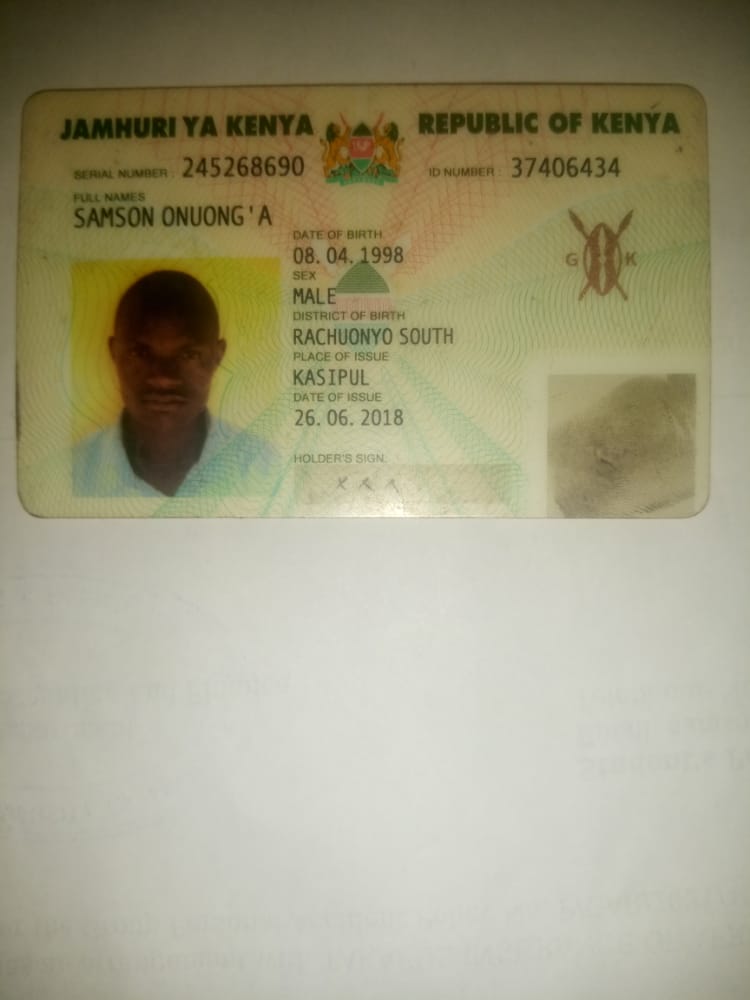 JAMHURI YA KENYA REPUBLIC OF KENYA
SERIAL NUMBER : 245268690 ID NUMBER : 37406434
FULL NAMES
SAMSON ONUONG'A
DATE OF BIRTH
08. 04. 1998
SEX
MALE
DISTRICT OF BIRTH
RACHUONYO SOUTH
PLACE OF ISSUE
KASIPUL
DATE OF ISSUE
26. 06. 2018
HOLDER'S SIGN.
G K